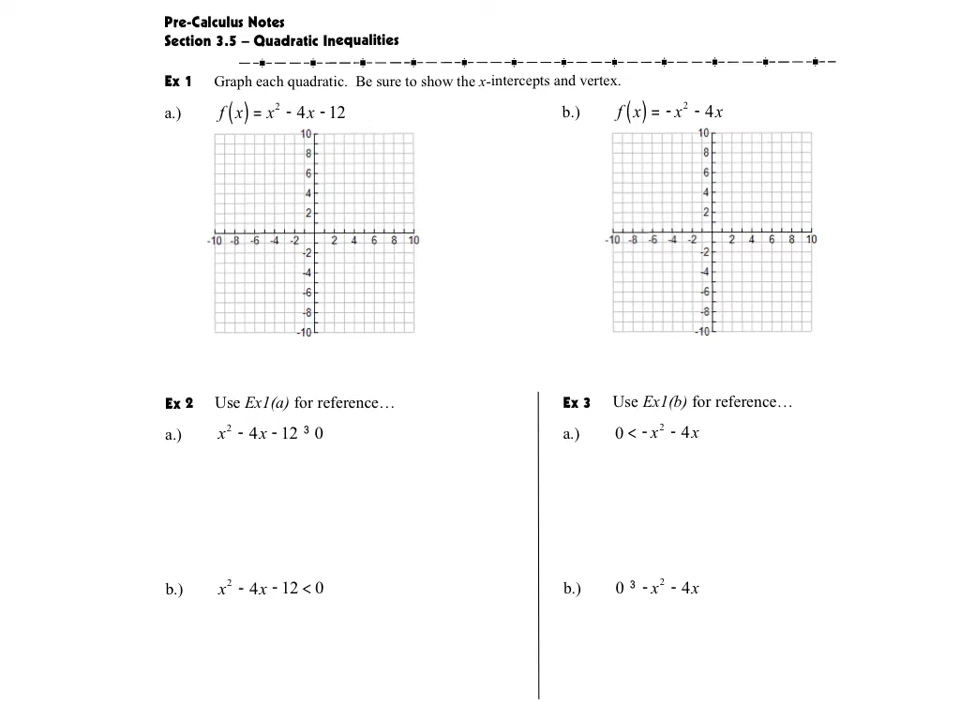 Pre-Calculus Notes
Section 3.5 – Quadratic Inequalities
Ex 1 Graph each quadratic. Be sure to show the x-intercepts and vertex.
a.) f(x) = x² - 4x - 12
b.) f(x) = -x² - 4x
10
8
6
4
2
-10 -8 -6 -4 -2 2 4 6 8 10
-2
-4
-6
-8
-10
10
8
6
4
2
-10 -8 -6 -4 -2 2 4 6 8 10
-2
-4
-6
-8
-10
Ex 2 Use Ex1(a) for reference…
a.) x² - 4x - 12 ³ 0
b.) x² - 4x - 12 < 0
Ex 3 Use Ex1(b) for reference…
a.) 0 < -x² - 4x
b.) 0 ³ -x² - 4x